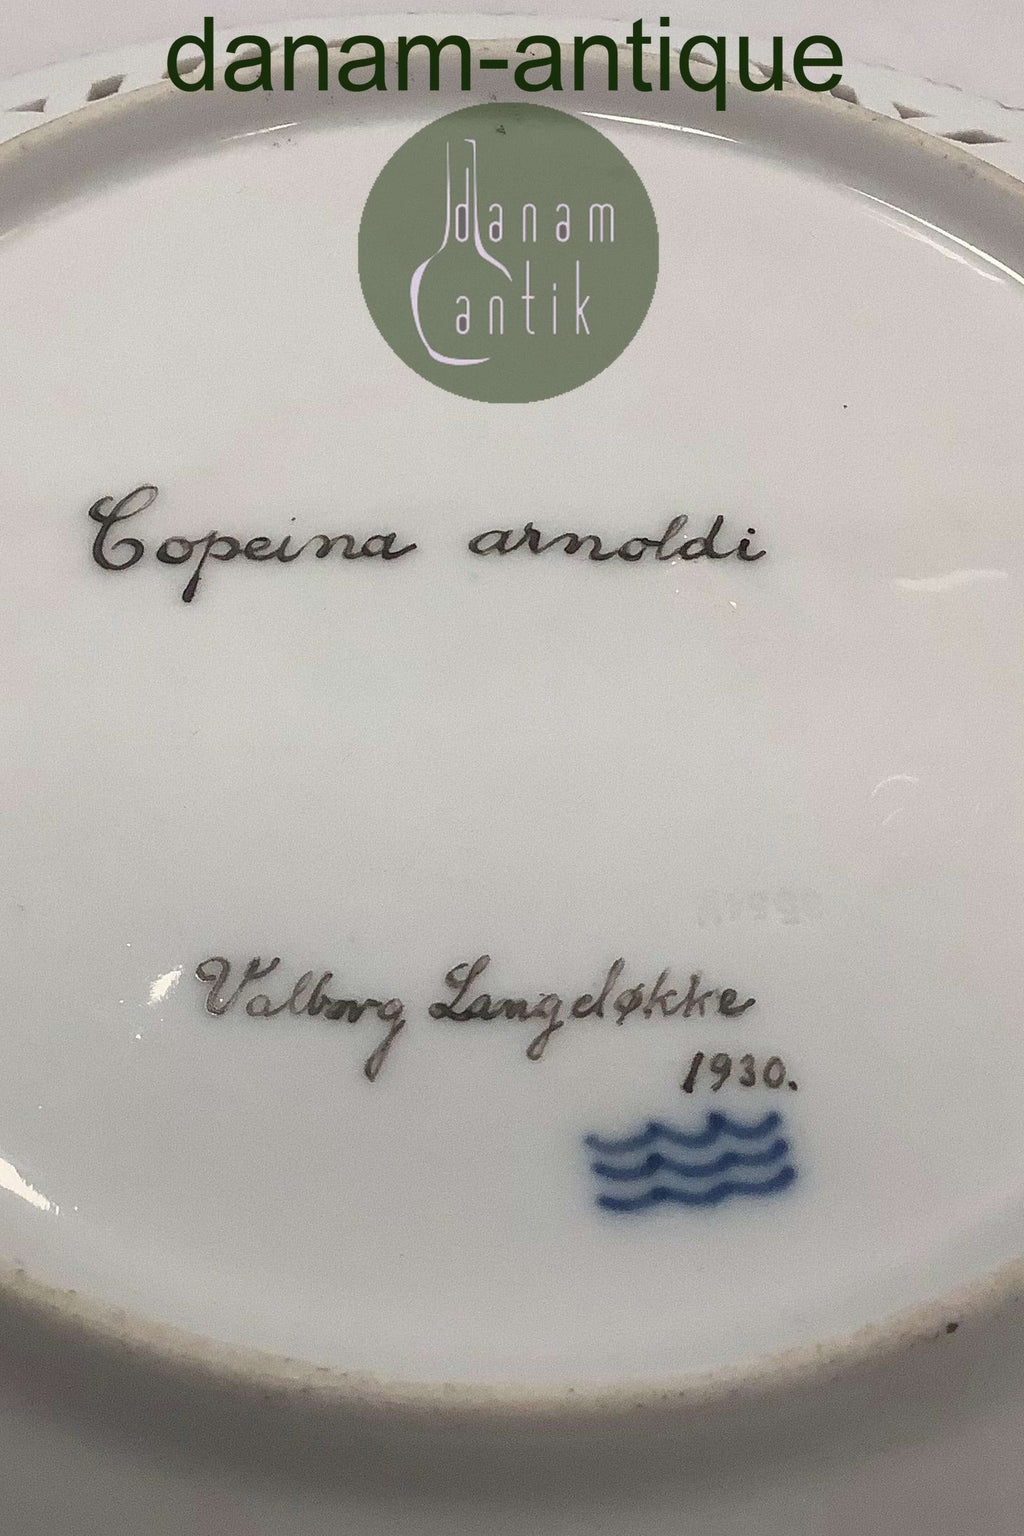 danam-antique
danam
antik
Copeina arnoldi
Valborg Langeløkke
1930.